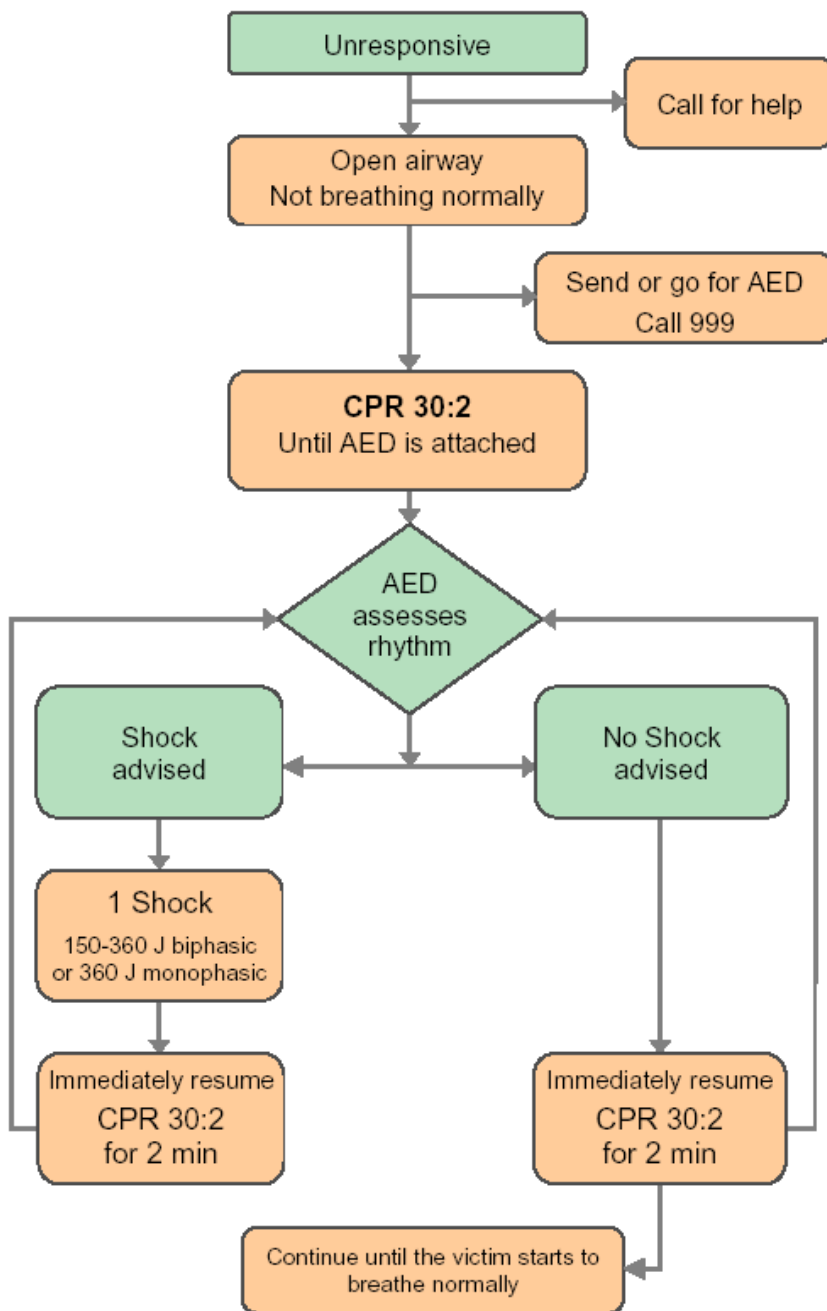 Unresponsive
Call for help
Open airway
Not breathing normally
Send or go for AED
Call 999
CPR 30:2
Until AED is attached
AED
assesses
rhythm
Shock
advised
No Shock
advised
1 Shock
150-360 J biphasic
or 360 J monophasic
Immediately resume
CPR 30:2
for 2 min
Immediately resume
CPR 30:2
for 2 min
Continue until the victim starts to
breathe normally